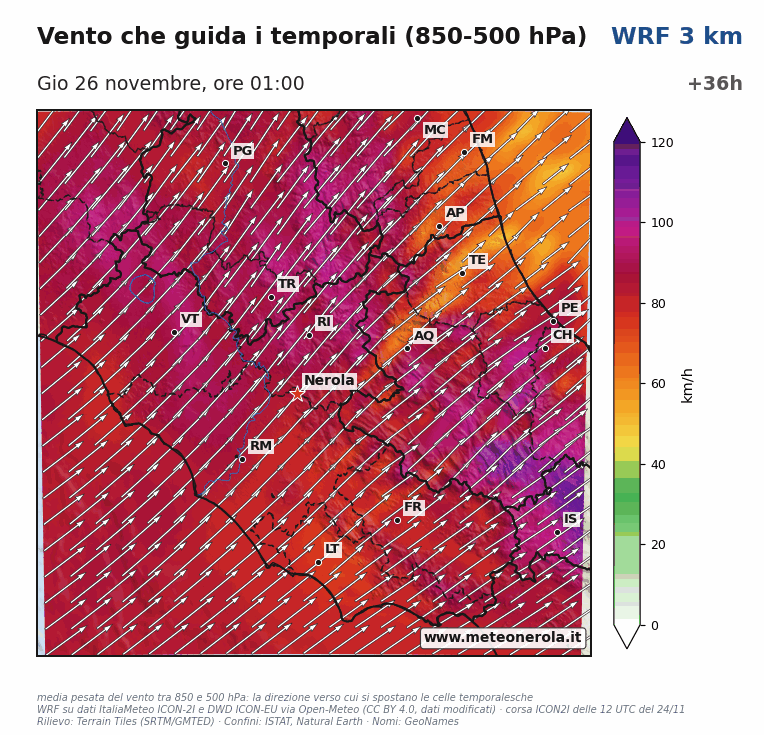 Vento che guida i temporali (850-500 hPa) WRF 3 km
Gio 26 novembre, ore 01:00 +36h
MC
FM
PG
AP
TE
TR
PE
VT
RI
CH
AQ
Nerola
RM
FR
IS
LT
www.meteonerola.it
120
100
80
60
40
20
0
km/h
media pesata del vento tra 850 e 500 hPa: la direzione verso cui si spostano le celle temporalesche
WRF su dati ItaliaMeteo ICON-2I e DWD ICON-EU via Open-Meteo (CC BY 4.0, dati modificati) · corsa ICON2I delle 12 UTC del 24/11
Rilievo: Terrain Tiles (SRTM/GMTED) · Confini: ISTAT, Natural Earth · Nomi: GeoNames